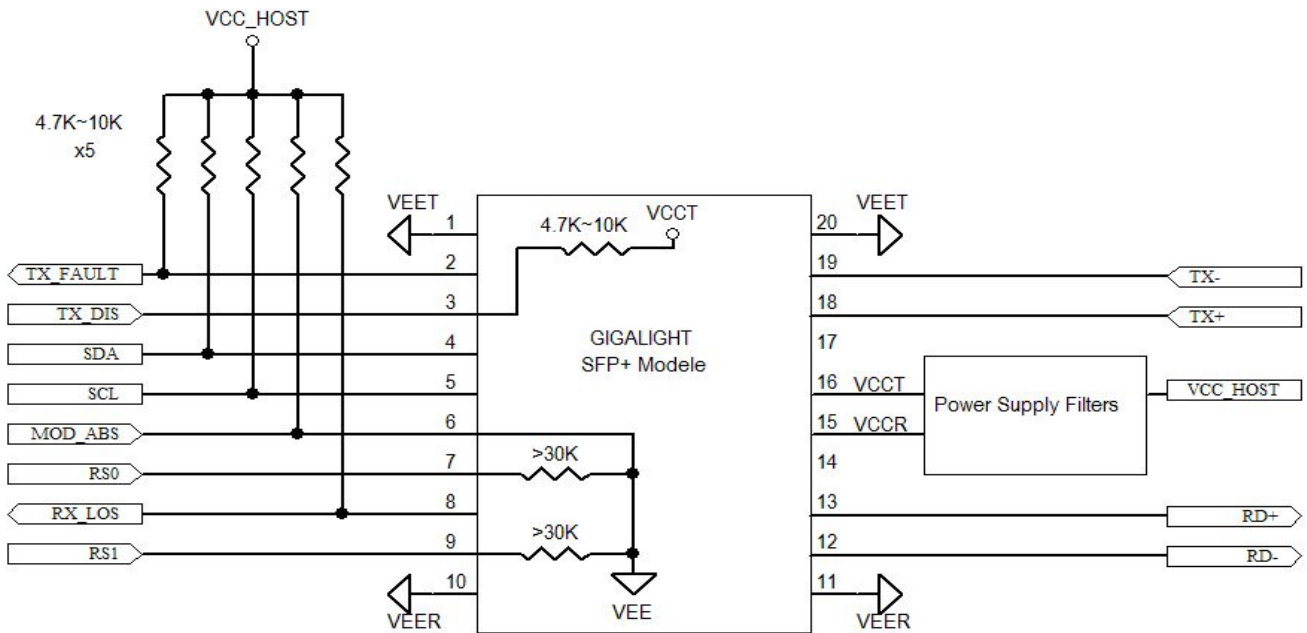 VCC_HOST
4.7K~10K
x5
VEET
1
4.7K~10K
VCCT
20
VEET
TX_FAULT
2
19
TX-
TX_DIS
3
18
TX+
SDA
4
GIGALIGHT
SFP+ Modele
17
SCL
5
16
VCCT
Power Supply Filters
VCC_HOST
MOD_ABS
6
15
VCCR
RS0
7
>30K
14
RX_LOS
8
13
RD+
RS1
9
>30K
12
RD-
VEER
10
VEE
11
VEER